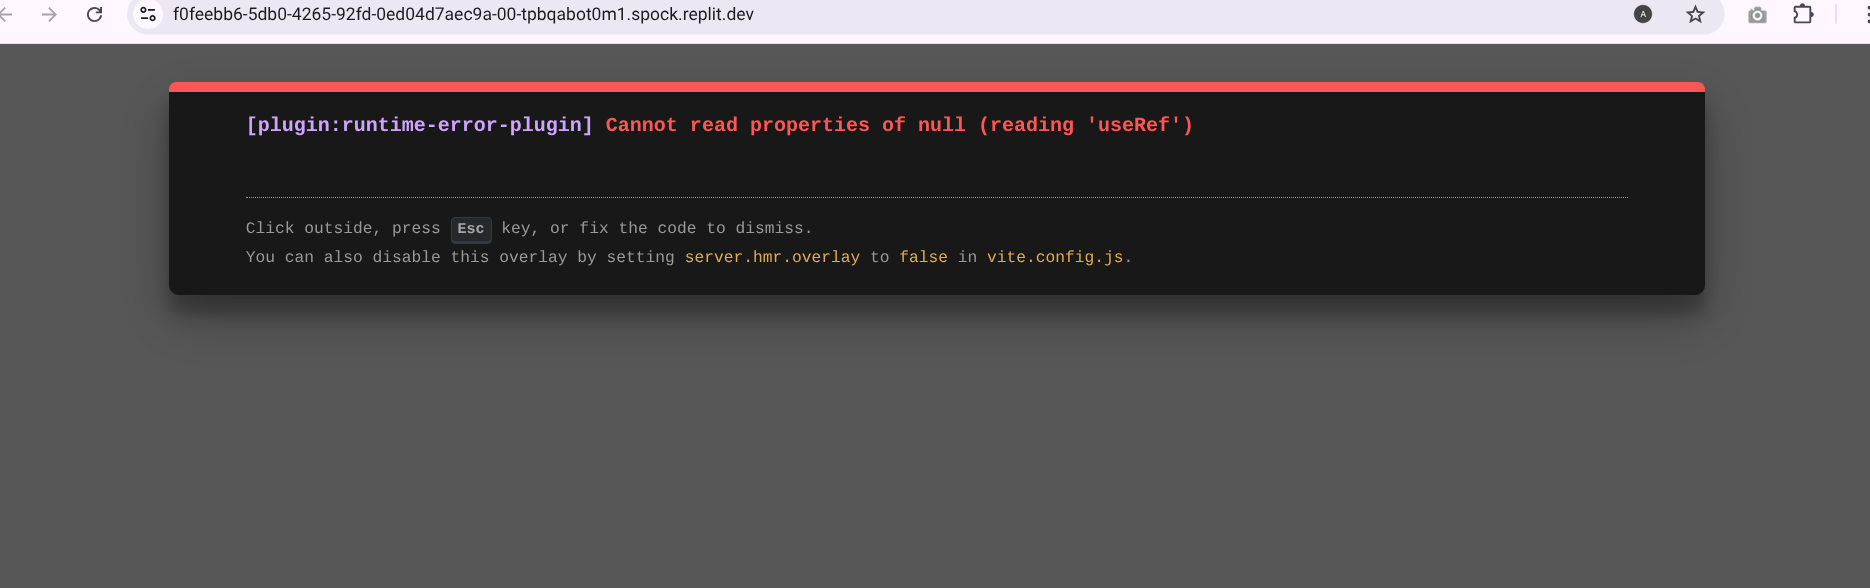 f0feebb6-5db0-4265-92fd-0ed04d7aec9a-00-tpbqabot0m1.spock.replit.dev
A
[plugin:runtime-error-plugin] Cannot read properties of null (reading 'useRef')
Click outside, press Esc key, or fix the code to dismiss.
You can also disable this overlay by setting server.hmr.overlay to false in vite.config.js.